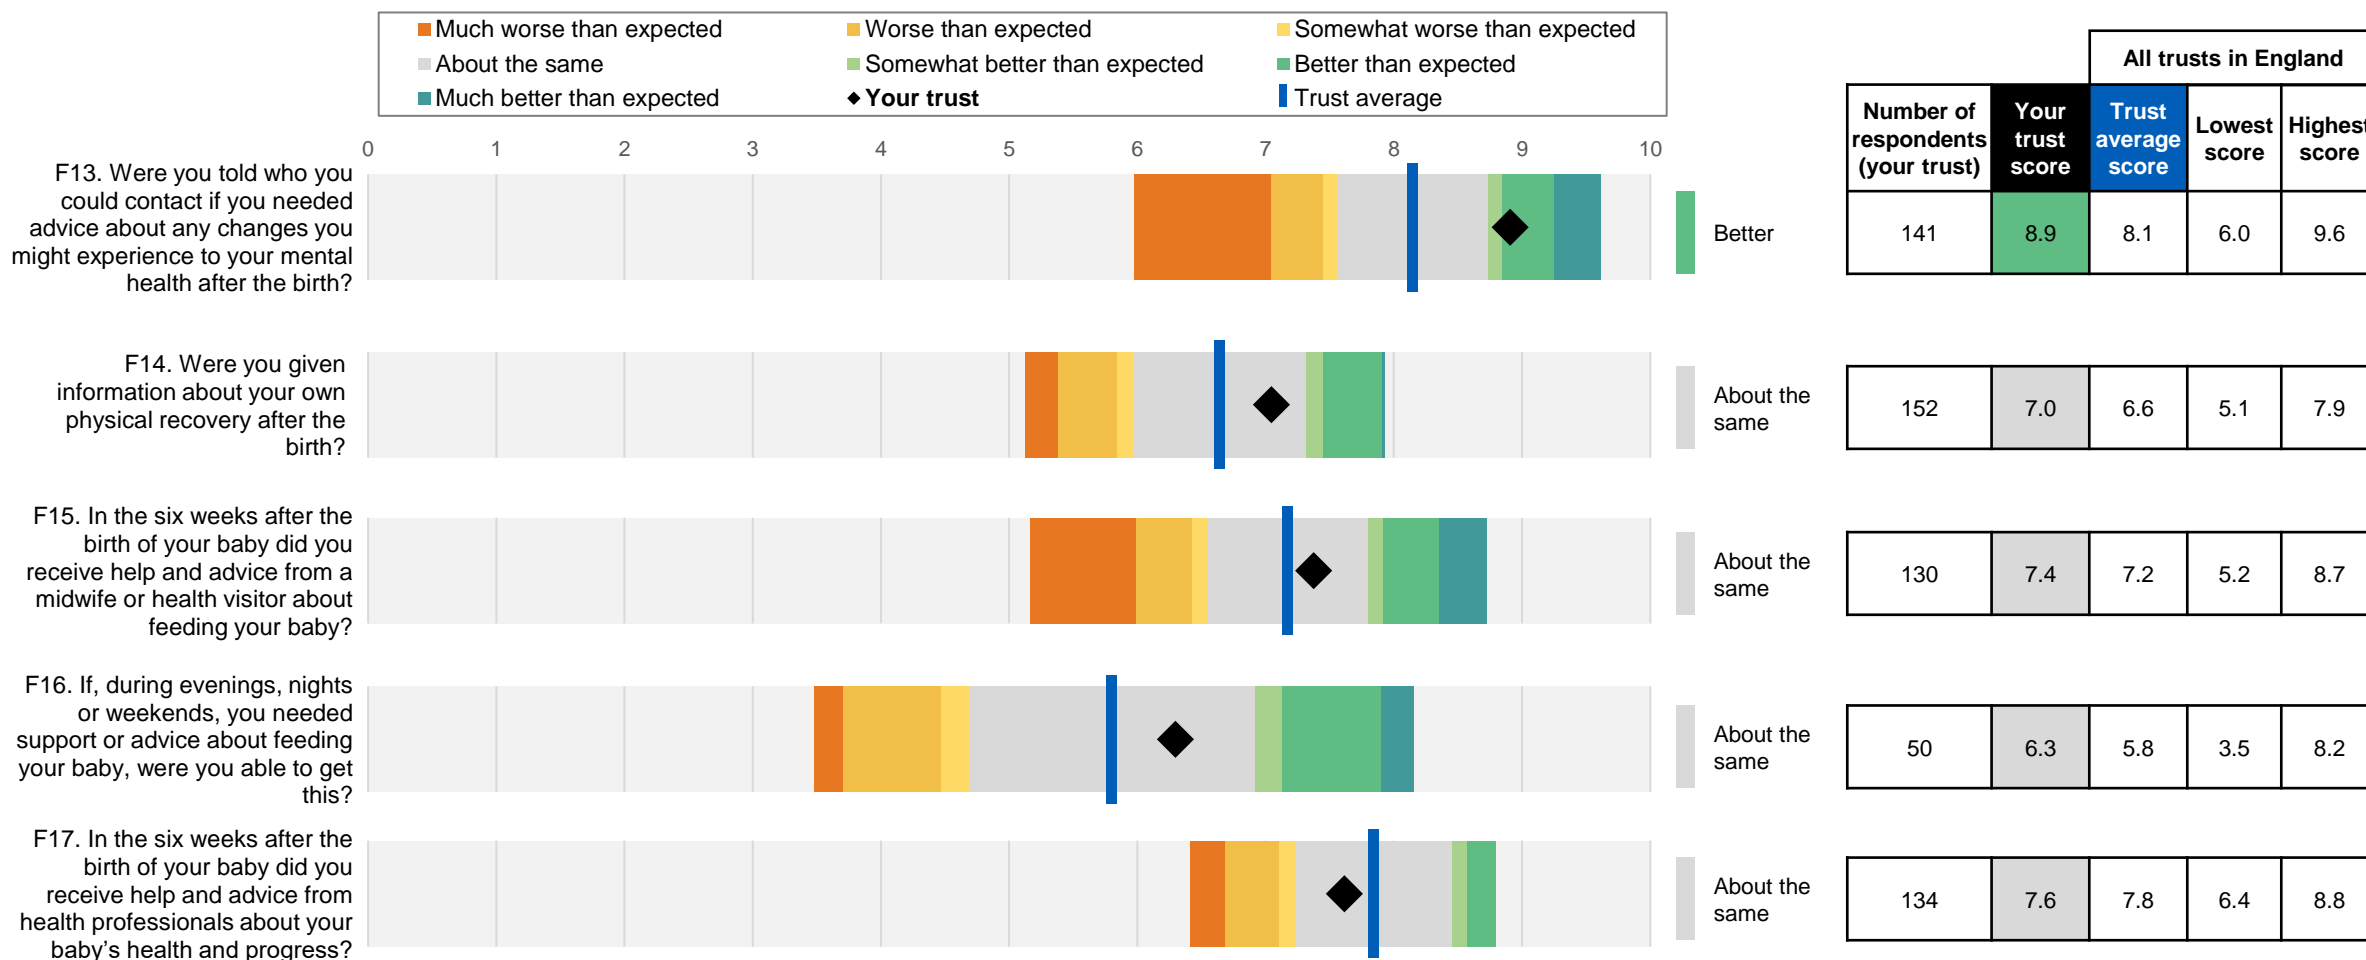 Much worse than expected
Worse than expected
Somewhat worse than expected
About the same
Somewhat better than expected
Better than expected
Much better than expected
Your trust
Trust average
All trusts in England
Number of
respondents
(your trust)
Your
trust
score
Trust
average
score
Lowest
score
Highest
score
0 1 2 3 4 5 6 7 8 9 10
F13. Were you told who you
could contact if you needed
advice about any changes you
might experience to your mental
health after the birth?
Better
141 8.9 8.1 6.0 9.6
F14. Were you given
information about your own
physical recovery after the
birth?
About the
same
152 7.0 6.6 5.1 7.9
F15. In the six weeks after the
birth of your baby did you
receive help and advice from a
midwife or health visitor about
feeding your baby?
About the
same
130 7.4 7.2 5.2 8.7
F16. If, during evenings, nights
or weekends, you needed
support or advice about feeding
your baby, were you able to get
this?
About the
same
50 6.3 5.8 3.5 8.2
F17. In the six weeks after the
birth of your baby did you
receive help and advice from
health professionals about your
baby’s health and progress?
About the
same
134 7.6 7.8 6.4 8.8